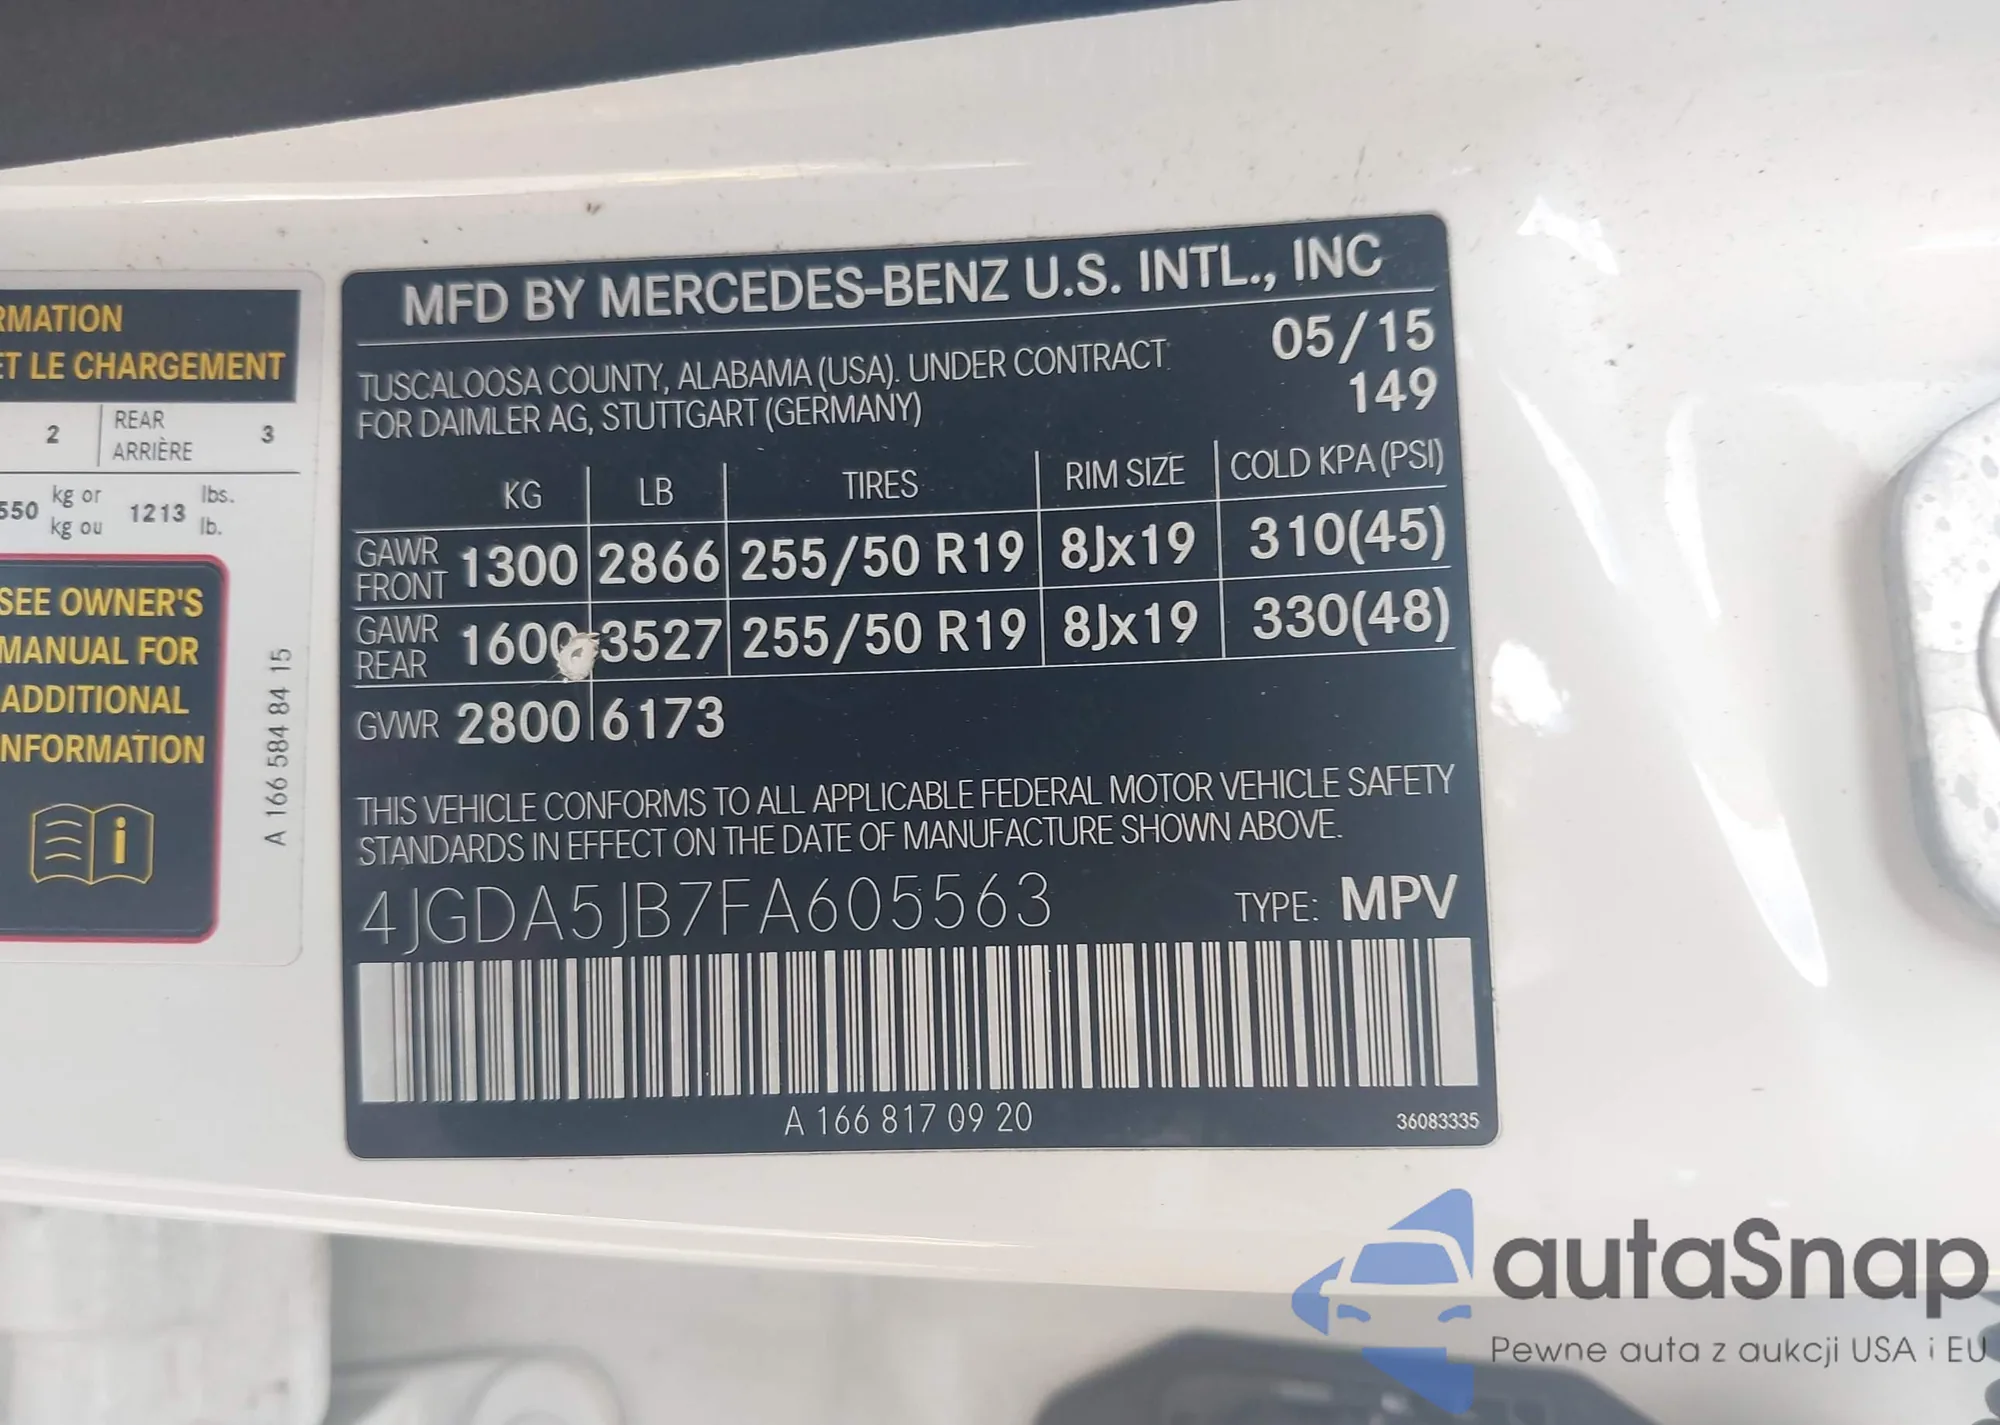 RMATION
ET LE CHARGEMENT
2 REAR ARRIÈRE 3
550 kg or kg ou 1213 lbs. lb.
SEE OWNER'S
MANUAL FOR
ADDITIONAL
NFORMATION
A 166 584 84 15
MFD BY MERCEDES-BENZ U.S. INTL., INC
TUSCALOOSA COUNTY, ALABAMA (USA). UNDER CONTRACT 05/15
FOR DAIMLER AG, STUTTGART (GERMANY) 149
KG LB TIRES RIM SIZE COLD KPA (PSI)
GAWR FRONT 1300 2866 255/50 R19 8Jx19 310(45)
GAWR REAR 1600 3527 255/50 R19 8Jx19 330(48)
GVWR 2800 6173
THIS VEHICLE CONFORMS TO ALL APPLICABLE FEDERAL MOTOR VEHICLE SAFETY
STANDARDS IN EFFECT ON THE DATE OF MANUFACTURE SHOWN ABOVE.
4JGDA5JB7FA605563 TYPE: MPV
A 166 817 09 20 36083335
autaSnap
Pewne auta z aukcji USA i EU